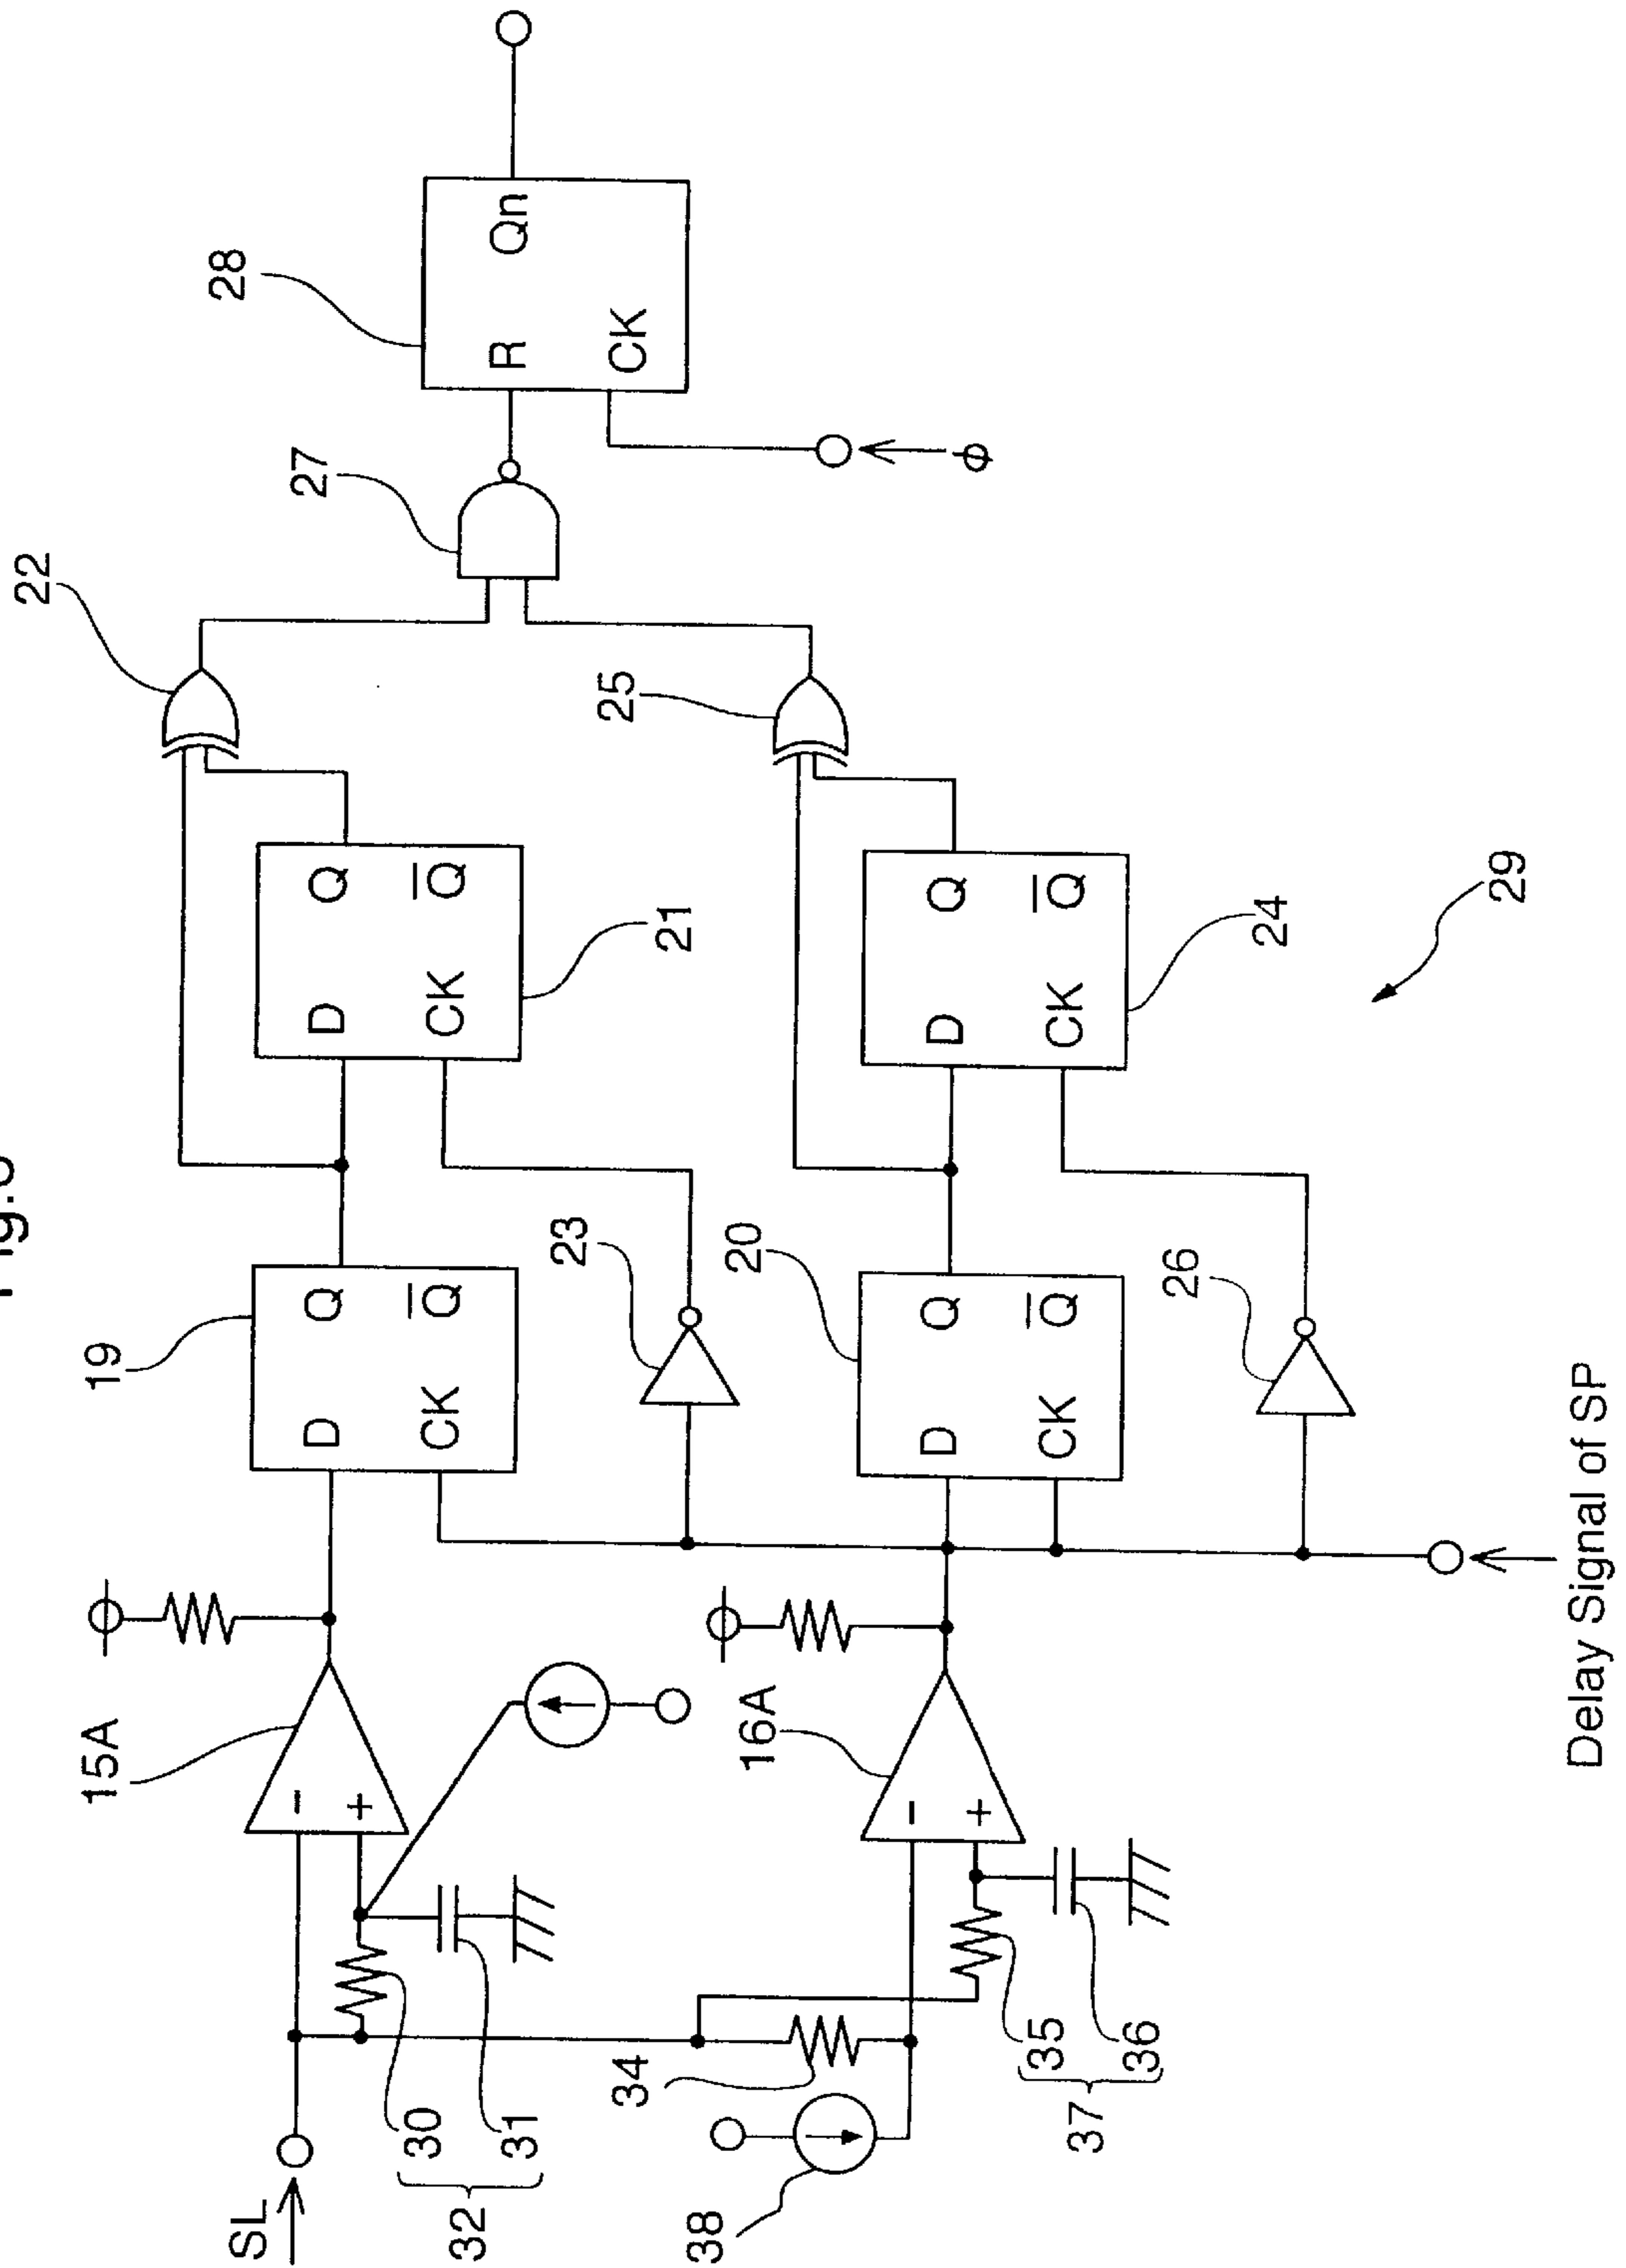 22
28
27
Qn
R
CK
φ
19
21
25
D
Q
CK
Q̅
D
Q
CK
Q̅
23
20
24
29
15A
-
+
16A
-
+
D
Q
CK
Q̅
D
Q
CK
Q̅
26
SL
30
31
32
34
35
36
37
38
Delay Signal of SP